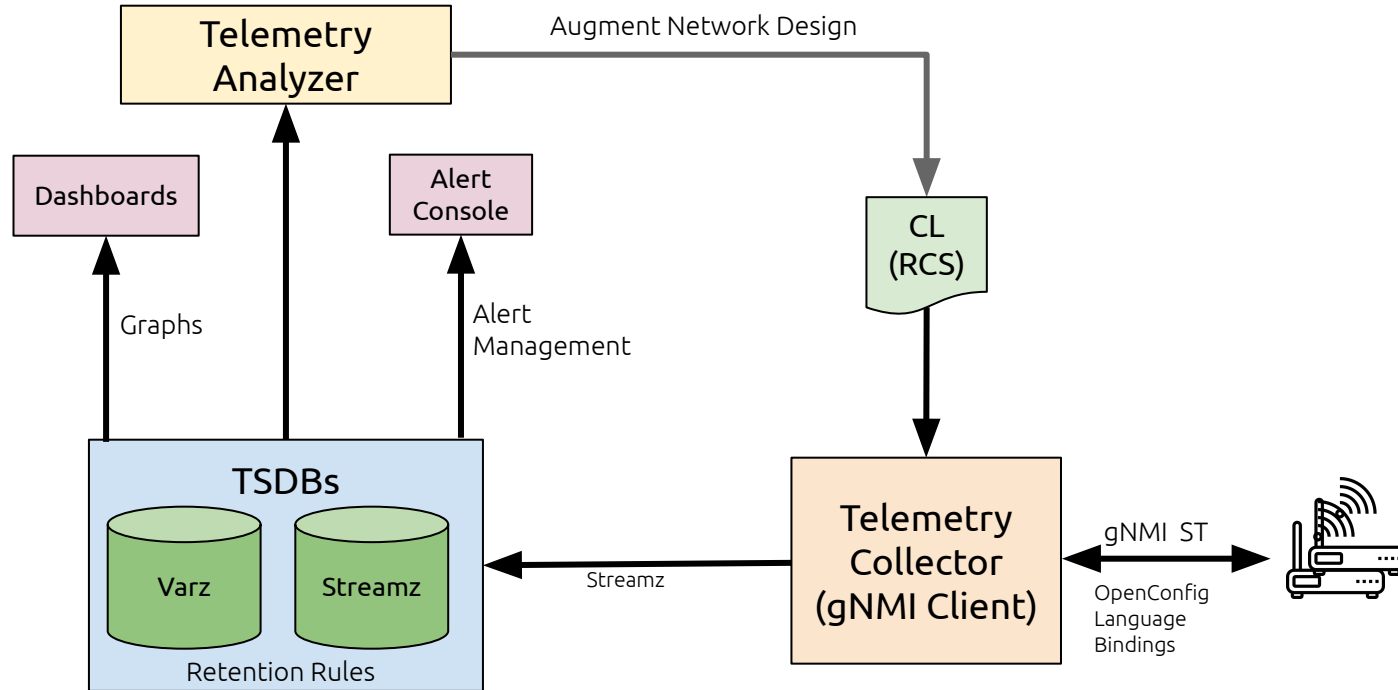 Telemetry
Analyzer
Augment Network Design
Dashboards
Alert
Console
CL
(RCS)
Graphs
Alert
Management
TSDBs
Varz
Streamz
Retention Rules
Streamz
Telemetry
Collector
(gNMI Client)
gNMI ST
OpenConfig
Language
Bindings